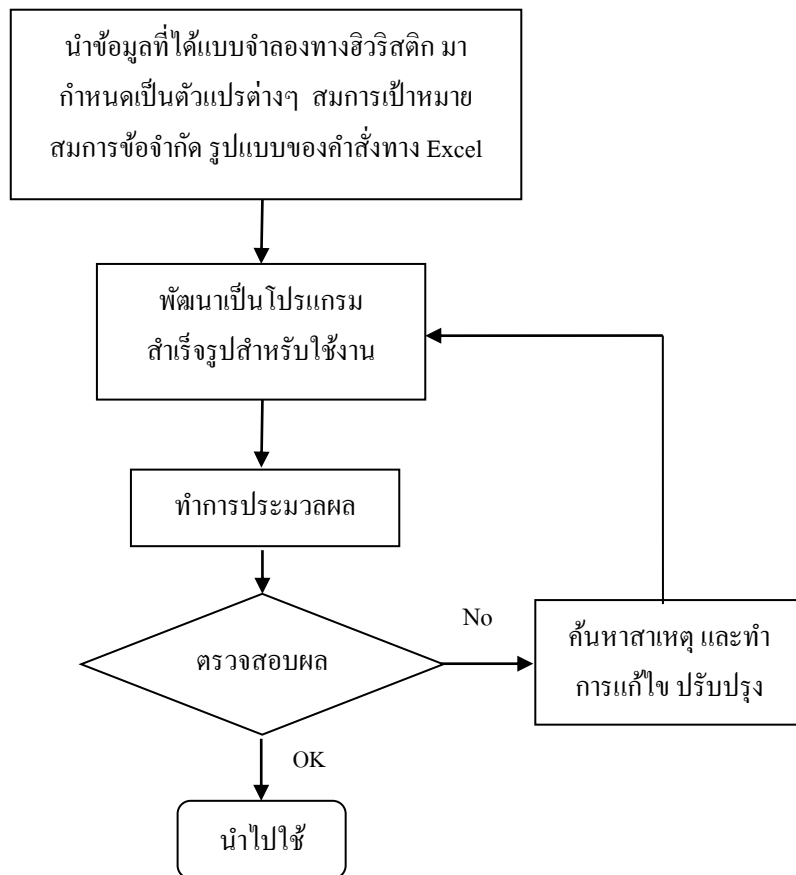 นำข้อมูลที่ได้แบบจำลองทางฮิวริสติก มา
กำหนดเป็นตัวแปรต่างๆ สมการเป้าหมาย
สมการข้อจำกัด รูปแบบของคำสั่งทาง Excel
พัฒนาเป็นโปรแกรม
สำเร็จรูปสำหรับใช้งาน
ทำการประมวลผล
ตรวจสอบผล
No
ค้นหาสาเหตุ และทำ
การแก้ไข ปรับปรุง
OK
นำไปใช้